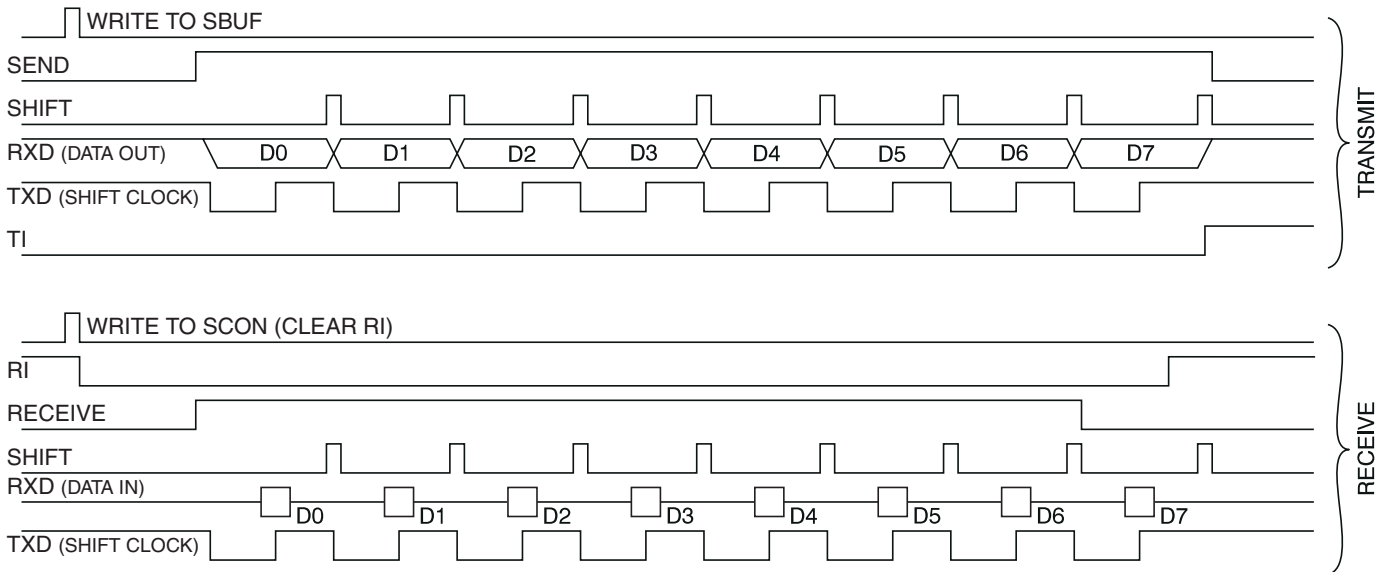 WRITE TO SBUF
SEND
SHIFT
RXD (DATA OUT) D0 D1 D2 D3 D4 D5 D6 D7
TXD (SHIFT CLOCK)
TI
TRANSMIT
WRITE TO SCON (CLEAR RI)
RI
RECEIVE
SHIFT
RXD (DATA IN)
D0 D1 D2 D3 D4 D5 D6 D7
TXD (SHIFT CLOCK)
RECEIVE